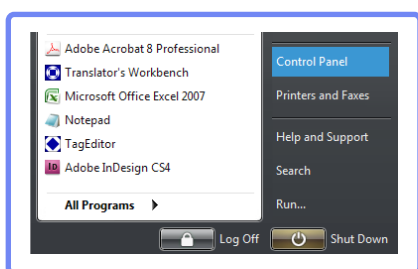 Adobe Acrobat 8 Professional
Translator's Workbench
Microsoft Office Excel 2007
Notepad
TagEditor
ID Adobe InDesign CS4
All Programs
Control Panel
Printers and Faxes
Help and Support
Search
Run...
Log Off
Shut Down